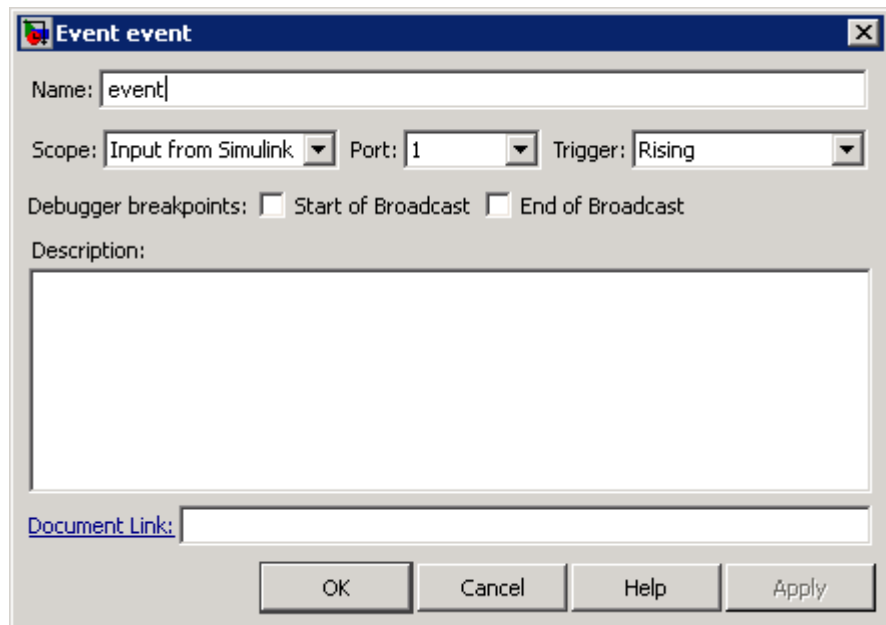 Event event
Name: event
Scope: Input from Simulink Port: 1 Trigger: Rising
Debugger breakpoints: Start of Broadcast End of Broadcast
Description:
Document Link:
OK Cancel Help Apply